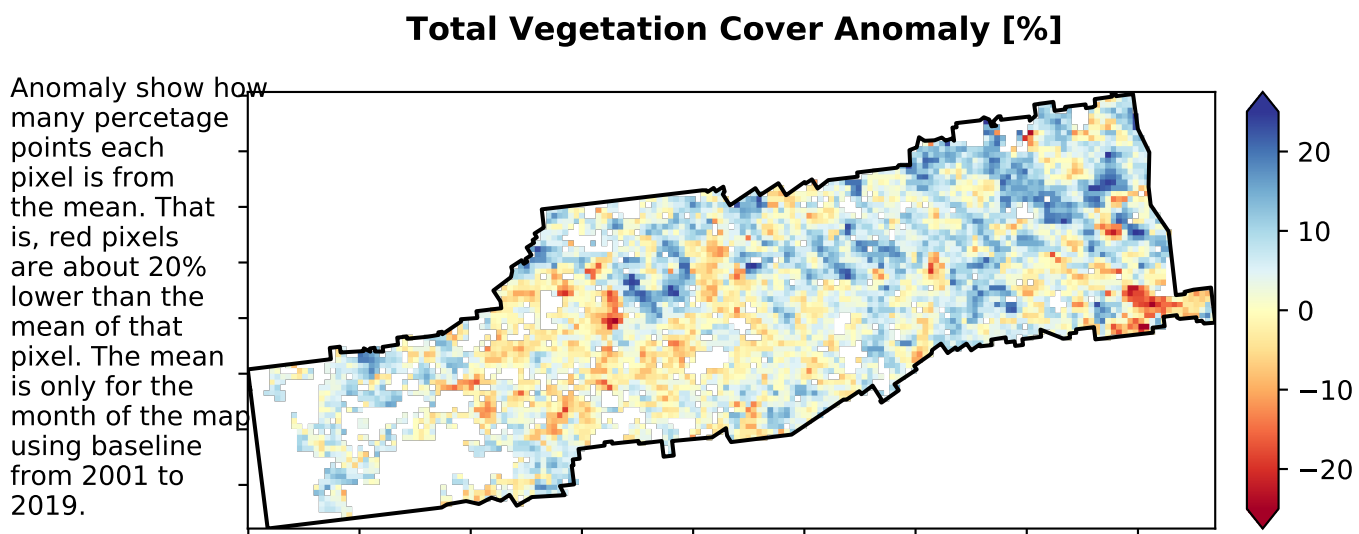 Total Vegetation Cover Anomaly [%]
Anomaly show how
many percetage
points each
pixel is from
the mean. That
is, red pixels
are about 20%
lower than the
mean of that
pixel. The mean
is only for the
month of the map
using baseline
from 2001 to
2019.
20
10
0
−10
−20